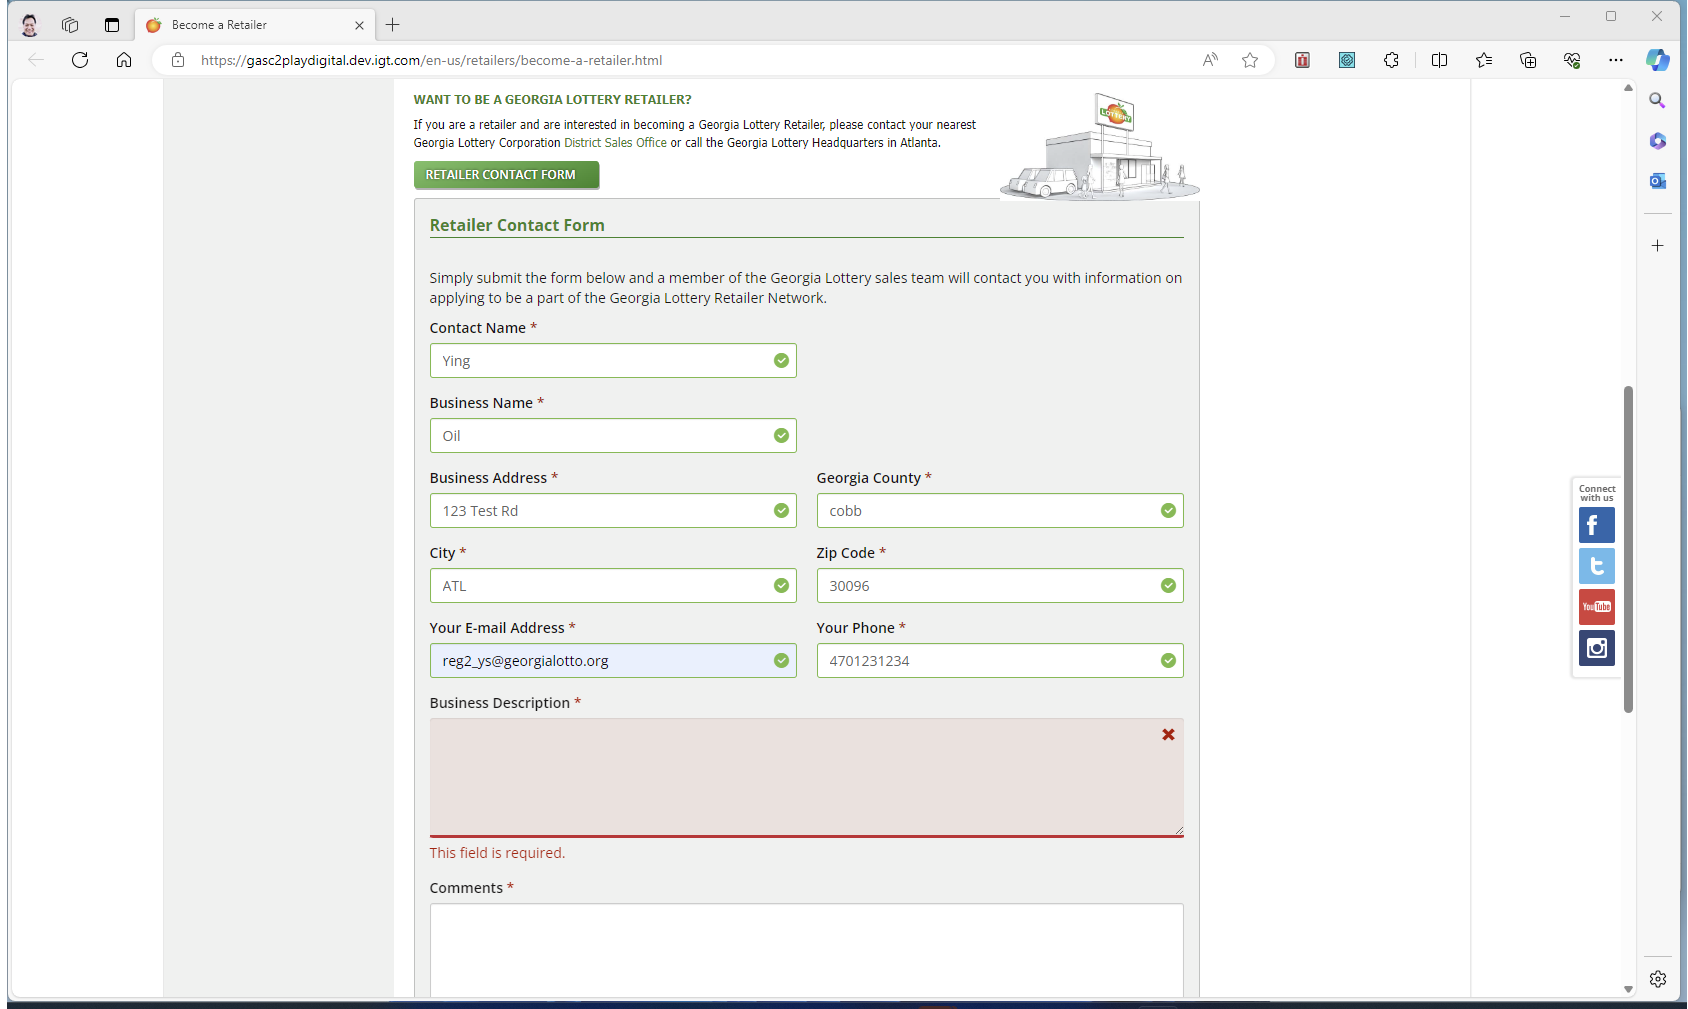 Become a Retailer
https://gasc2playdigital.dev.igt.com/en-us/retailers/become-a-retailer.html
WANT TO BE A GEORGIA LOTTERY RETAILER?
If you are a retailer and are interested in becoming a Georgia Lottery Retailer, please contact your nearest
Georgia Lottery Corporation District Sales Office or call the Georgia Lottery Headquarters in Atlanta.
LOTTERY
RETAILER CONTACT FORM
Retailer Contact Form
Simply submit the form below and a member of the Georgia Lottery sales team will contact you with information on
applying to be a part of the Georgia Lottery Retailer Network.
Contact Name *
Ying
Business Name *
Oil
Business Address *
Georgia County *
123 Test Rd
cobb
City *
Zip Code *
ATL
30096
Your E-mail Address *
Your Phone *
reg2_ys@georgialotto.org
4701231234
Business Description *
This field is required.
Comments *
Connect
with us
YouTube